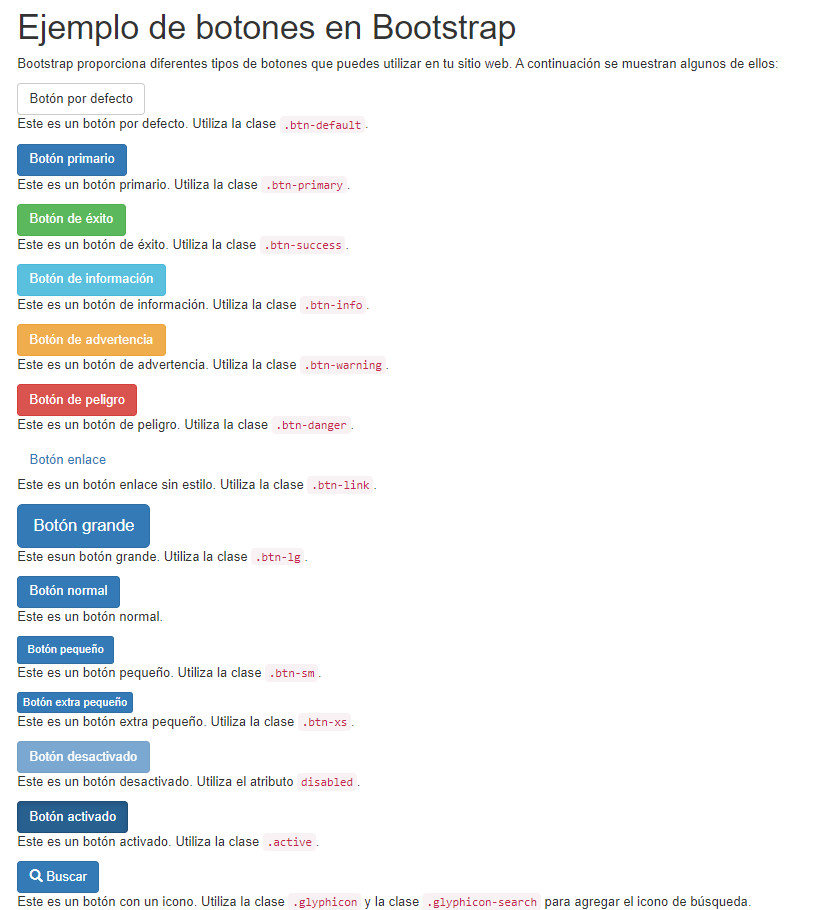 Ejemplo de botones en Bootstrap
Bootstrap proporciona diferentes tipos de botones que puedes utilizar en tu sitio web. A continuación se muestran algunos de ellos:
Botón por defecto
Este es un botón por defecto. Utiliza la clase .btn-default.
Botón primario
Este es un botón primario. Utiliza la clase .btn-primary.
Botón de éxito
Este es un botón de éxito. Utiliza la clase .btn-success.
Botón de información
Este es un botón de información. Utiliza la clase .btn-info.
Botón de advertencia
Este es un botón de advertencia. Utiliza la clase .btn-warning.
Botón de peligro
Este es un botón de peligro. Utiliza la clase .btn-danger.
Botón enlace
Este es un botón enlace sin estilo. Utiliza la clase .btn-link.
Botón grande
Este esun botón grande. Utiliza la clase .btn-lg.
Botón normal
Este es un botón normal.
Botón pequeño
Este es un botón pequeño. Utiliza la clase .btn-sm.
Botón extra pequeño
Este es un botón extra pequeño. Utiliza la clase .btn-xs.
Botón desactivado
Este es un botón desactivado. Utiliza el atributo disabled.
Botón activado
Este es un botón activado. Utiliza la clase .active.
Buscar
Este es un botón con un icono. Utiliza la clase .glyphicon y la clase .glyphicon-search para agregar el icono de búsqueda.